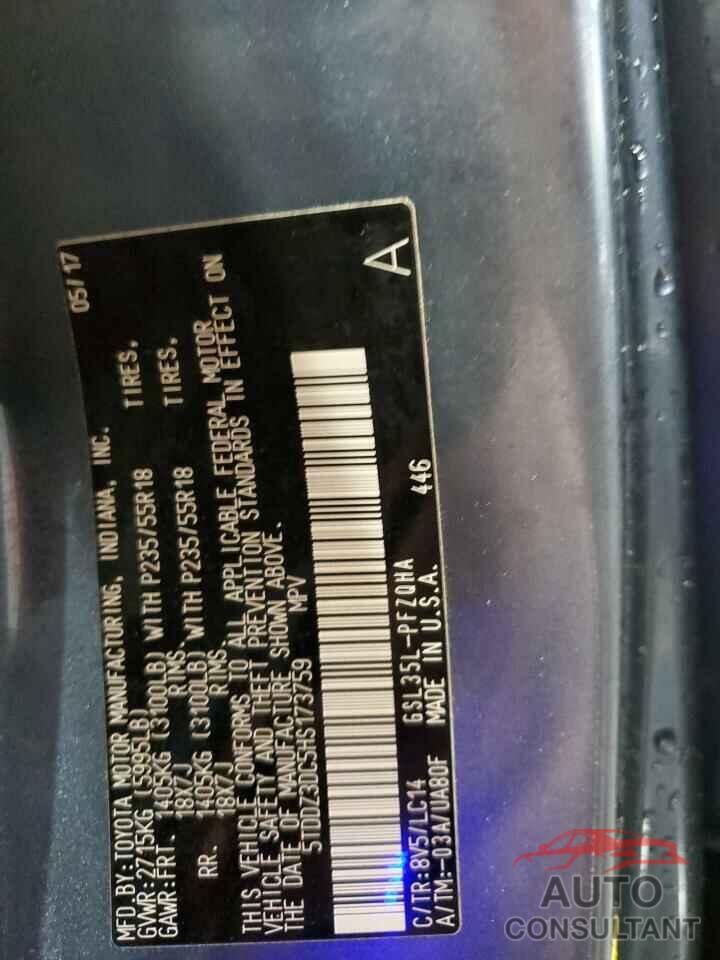 MFD.BY:TOYOTA MOTOR MANUFACTURING, INDIANA, INC. 05/17
GVWR:2715KG (5995LB)
GAWR:FRT. 1405KG (3100LB) WITH P235/55R18 TIRES,
18X7J RIMS.
RR. 1405KG (3100LB) WITH P235/55R18 TIRES.
18X7J RIMS.
THIS VEHICLE CONFORMS TO ALL APPLICABLE FEDERAL MOTOR
VEHICLE SAFETY AND THEFT PREVENTION STANDARDS IN EFFECT ON
THE DATE OF MANUFACTURE SHOWN ABOVE.
5TDDZ3DC5HS173759 MPV
A
C/TR:8V5/LC14 GSL35L-PFZQHA 446
A/TM:-03A/UA80F MADE IN U.S.A.
AUTO
CONSULTANT